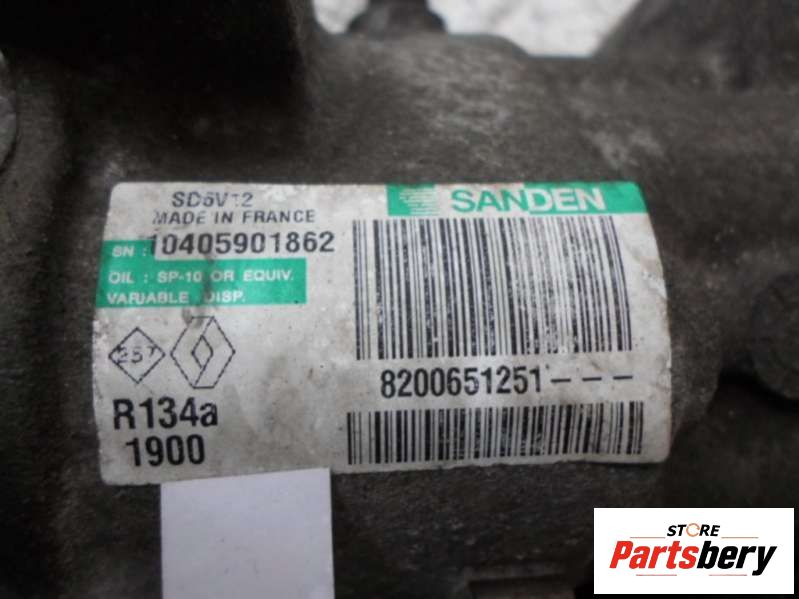 SD6V12
SANDEN
MADE IN FRANCE
SN : 10405901862
OIL : SP-10 OR EQUIV.
VARIABLE DISP.
257
8200651251---
R134a
1900
STORE
Partsbery